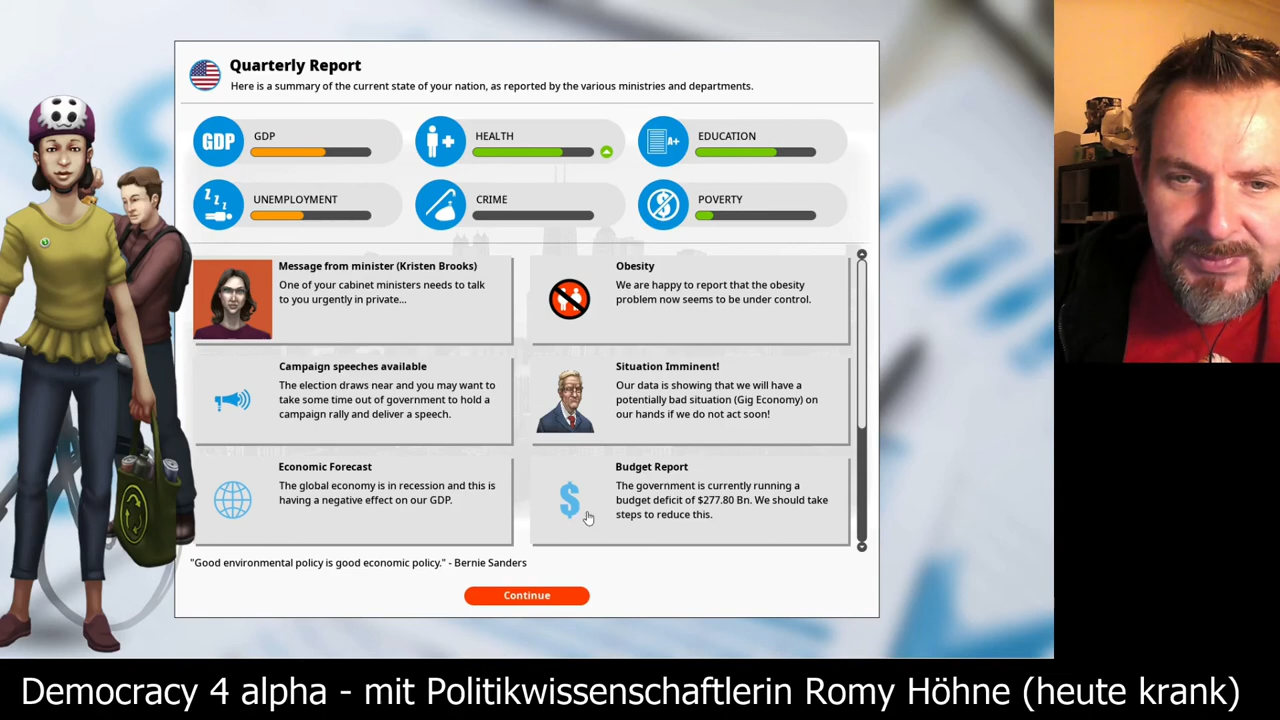 Quarterly Report
Here is a summary of the current state of your nation, as reported by the various ministries and departments.
GDP
GDP
HEALTH
A+
EDUCATION
UNEMPLOYMENT
CRIME
POVERTY
Message from minister (Kristen Brooks)
One of your cabinet ministers needs to talk
to you urgently in private...
Obesity
We are happy to report that the obesity
problem now seems to be under control.
Campaign speeches available
The election draws near and you may want to
take some time out of government to hold a
campaign rally and deliver a speech.
Situation Imminent!
Our data is showing that we will have a
potentially bad situation (Gig Economy) on
our hands if we do not act soon!
Economic Forecast
The global economy is in recession and this is
having a negative effect on our GDP.
Budget Report
The government is currently running a
budget deficit of $277.80 Bn. We should take
steps to reduce this.
"Good environmental policy is good economic policy." - Bernie Sanders
Continue
Democracy 4 alpha - mit Politikwissenschaftlerin Romy Höhne (heute krank)